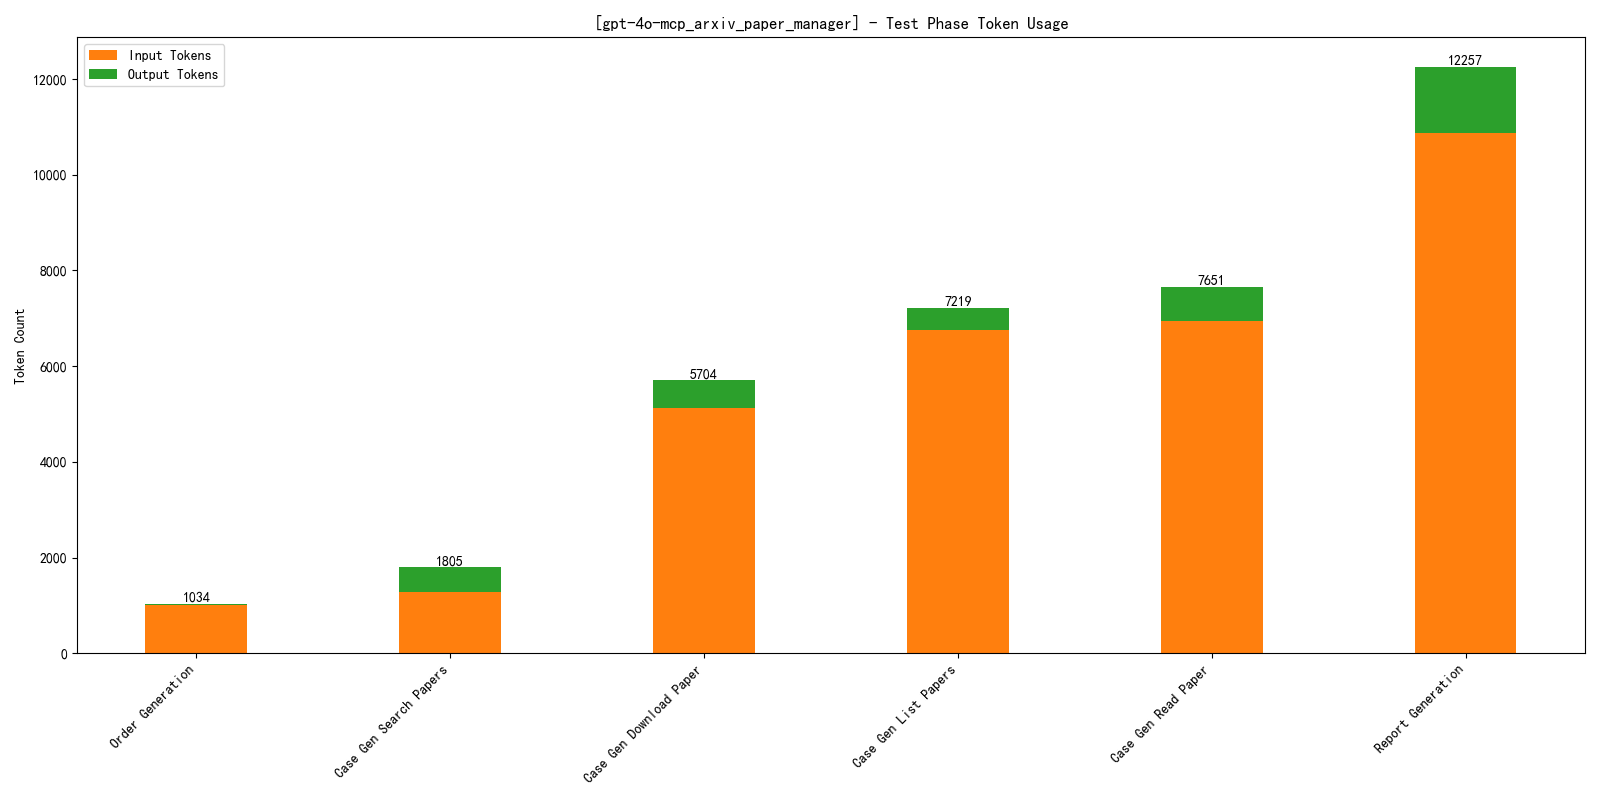 [gpt-4o-mcp_arxiv_paper_manager] - Test Phase Token Usage
Input Tokens
Output Tokens
Token Count
12000
10000
8000
6000
4000
2000
0
1034
1805
5704
7219
7651
12257
Order Generation
Case Gen Search Papers
Case Gen Download Paper
Case Gen List Papers
Case Gen Read Paper
Report Generation